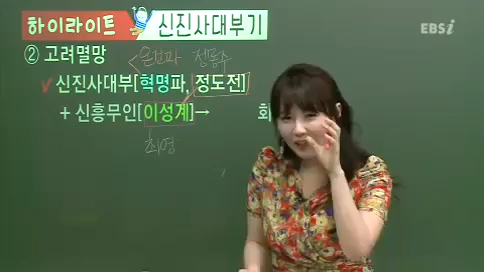 하이라이트 신진사대부기
EBSi
② 고려멸망 < 온건파 정몽주
✓ 신진사대부[혁명파, 정도전]
+ 신흥무인[이성계]→ 화
최영